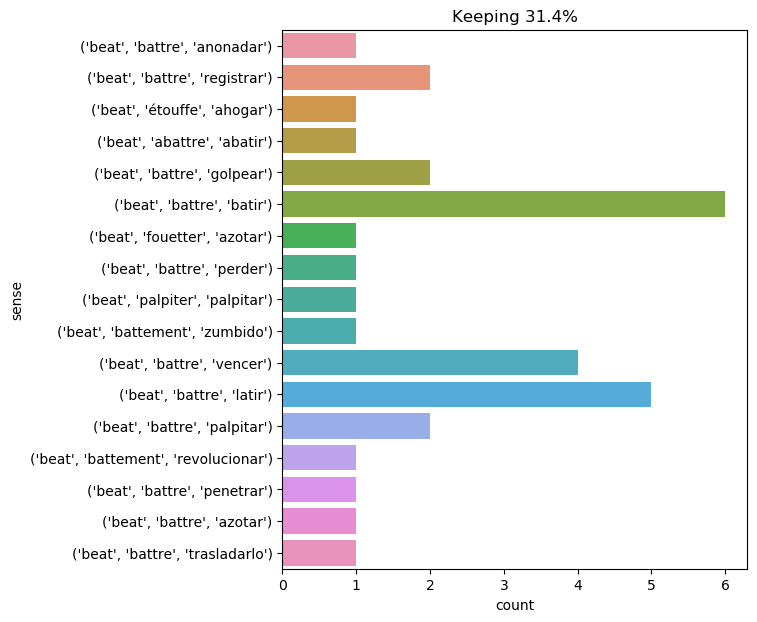 Keeping 31.4%
('beat', 'battre', 'anonadar')
('beat', 'battre', 'registrar')
('beat', 'étouffe', 'ahogar')
('beat', 'abattre', 'abatir')
('beat', 'battre', 'golpear')
('beat', 'battre', 'batir')
('beat', 'fouetter', 'azotar')
('beat', 'battre', 'perder')
('beat', 'palpiter', 'palpitar')
('beat', 'battement', 'zumbido')
('beat', 'battre', 'vencer')
('beat', 'battre', 'latir')
('beat', 'battre', 'palpitar')
('beat', 'battement', 'revolucionar')
('beat', 'battre', 'penetrar')
('beat', 'battre', 'azotar')
('beat', 'battre', 'trasladarlo')
sense
0 1 2 3 4 5 6
count